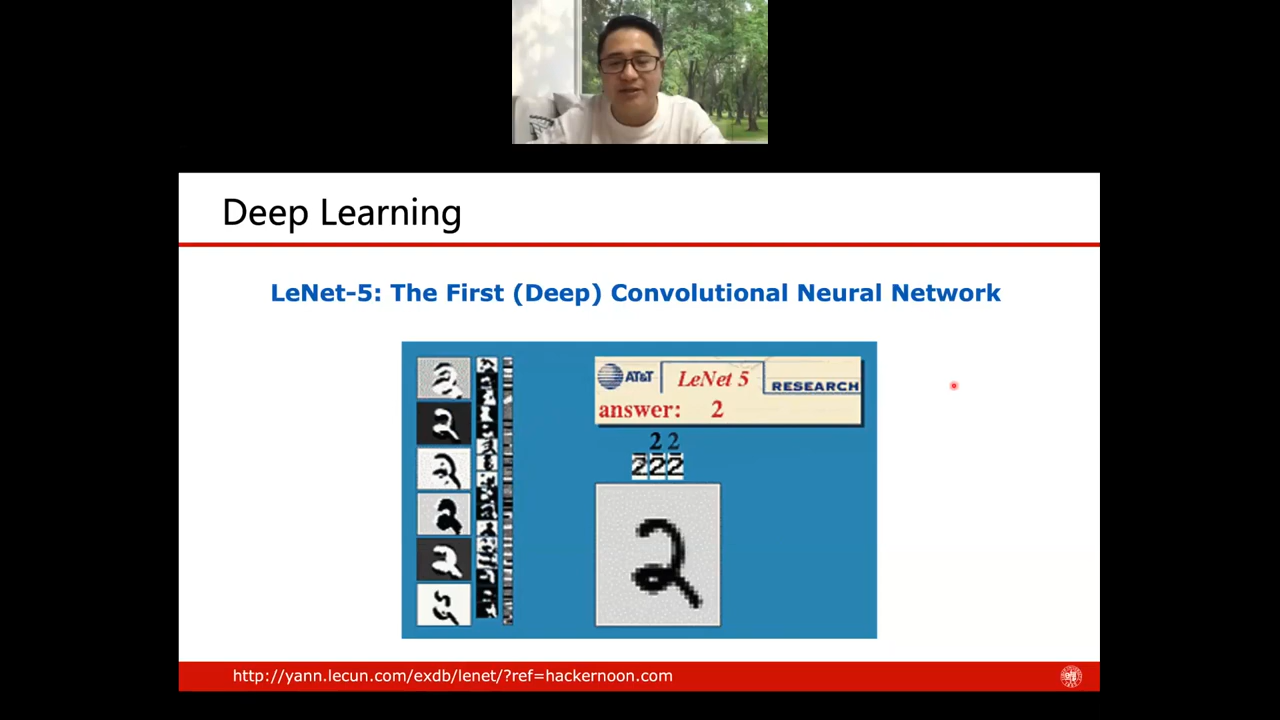 Deep Learning
LeNet-5: The First (Deep) Convolutional Neural Network
AT&T LeNet 5 RESEARCH
answer: 2
2 2
2 2 2
2
http://yann.lecun.com/exdb/lenet/?ref=hackernoon.com